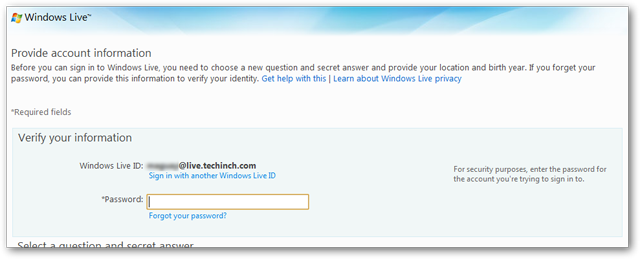 Windows Live™
Provide account information
Before you can sign in to Windows Live, you need to choose a new question and secret answer and provide your location and birth year. If you forget your
password, you can provide this information to verify your identity. Get help with this | Learn about Windows Live privacy
*Required fields
Verify your information
Windows Live ID: @live.techinch.com
Sign in with another Windows Live ID
For security purposes, enter the password for
the account you're trying to sign in to.
*Password:
Forgot your password?
Select a question and secret answer